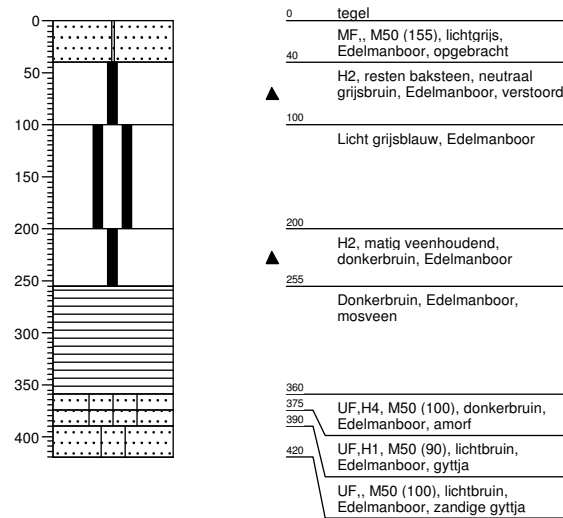 0
50
100
150
200
250
300
350
400
0 tegel
MF,, M50 (155), lichtgrijs,
Edelmanboor, opgebracht
40
H2, resten baksteen, neutraal
grijsbruin, Edelmanboor, verstoord
100
Licht grijsblauw, Edelmanboor
200
H2, matig veenhoudend,
donkerbruin, Edelmanboor
255
Donkerbruin, Edelmanboor,
mosveen
360
375
UF,H4, M50 (100), donkerbruin,
Edelmanboor, amorf
390
UF,H1, M50 (90), lichtbruin,
Edelmanboor, gyttja
420
UF,, M50 (100), lichtbruin,
Edelmanboor, zandige gyttja